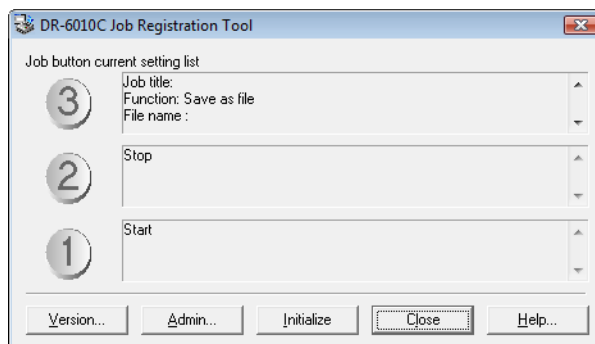 DR-6010C Job Registration Tool
Job button current setting list
3
Job title:
Function: Save as file
File name :
2
Stop
1
Start
Version... Admin... Initialize Close Help...